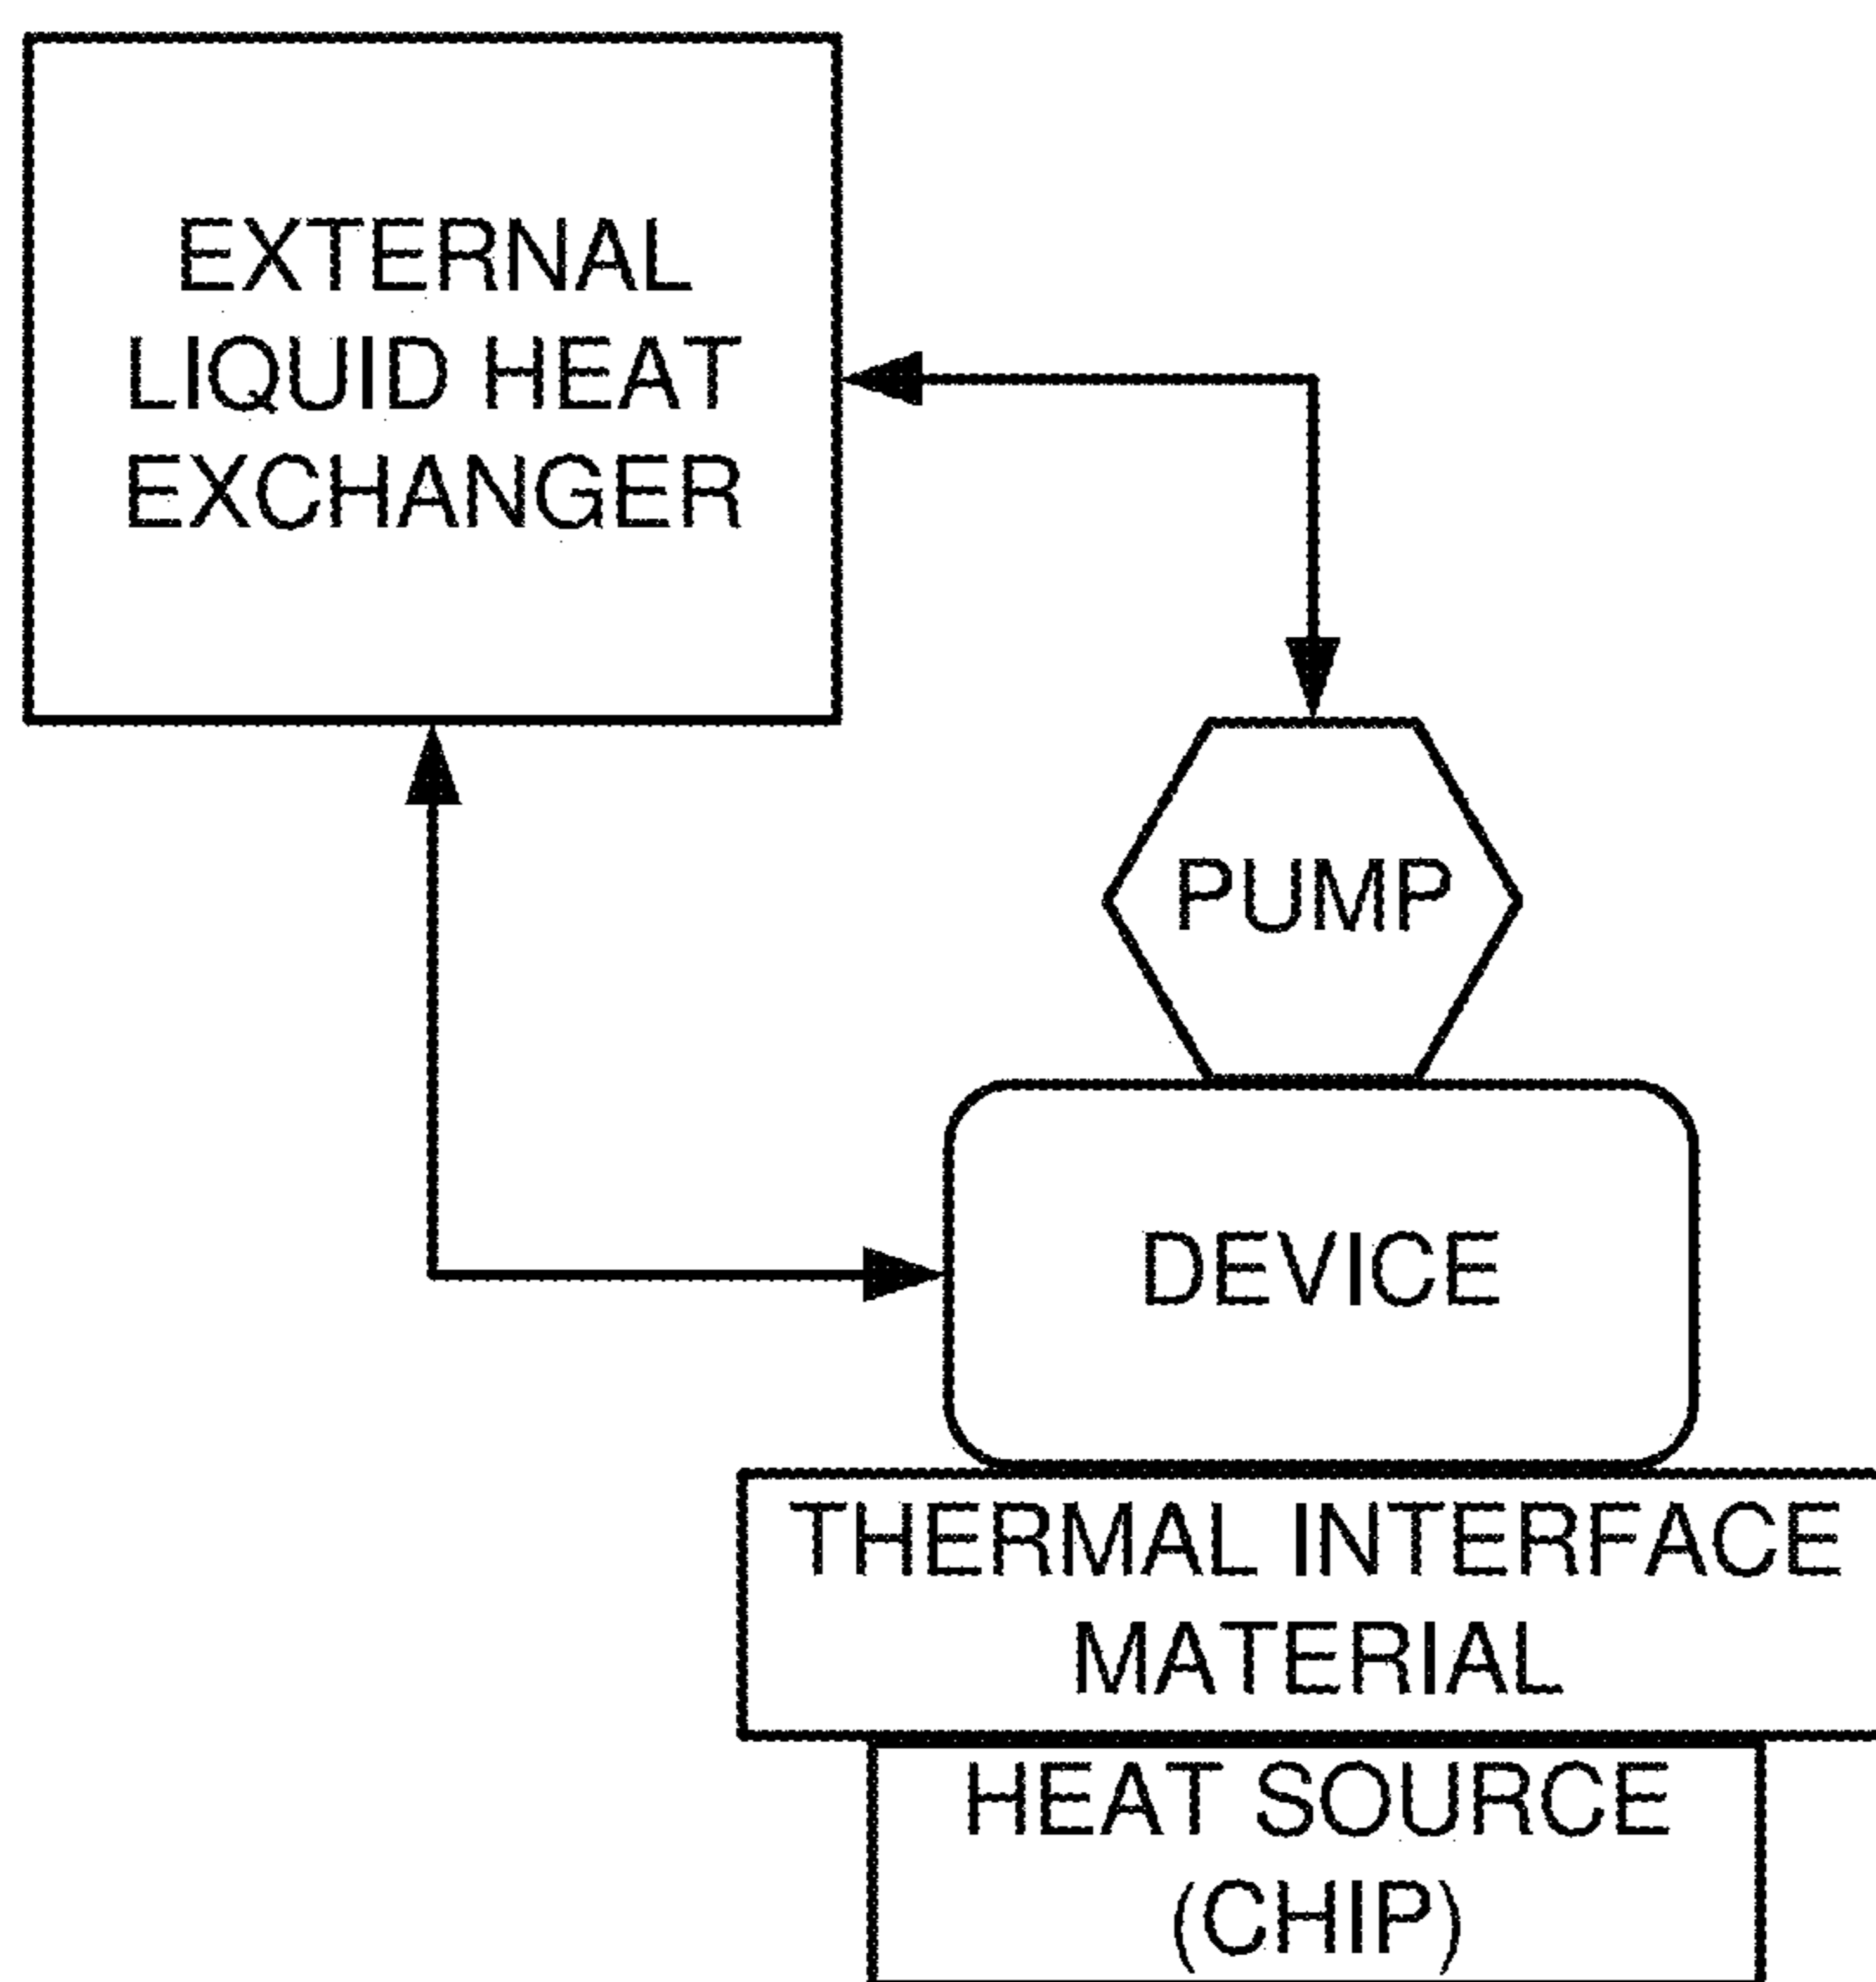 EXTERNAL
LIQUID HEAT
EXCHANGER
PUMP
DEVICE
THERMAL INTERFACE
MATERIAL
HEAT SOURCE
(CHIP)